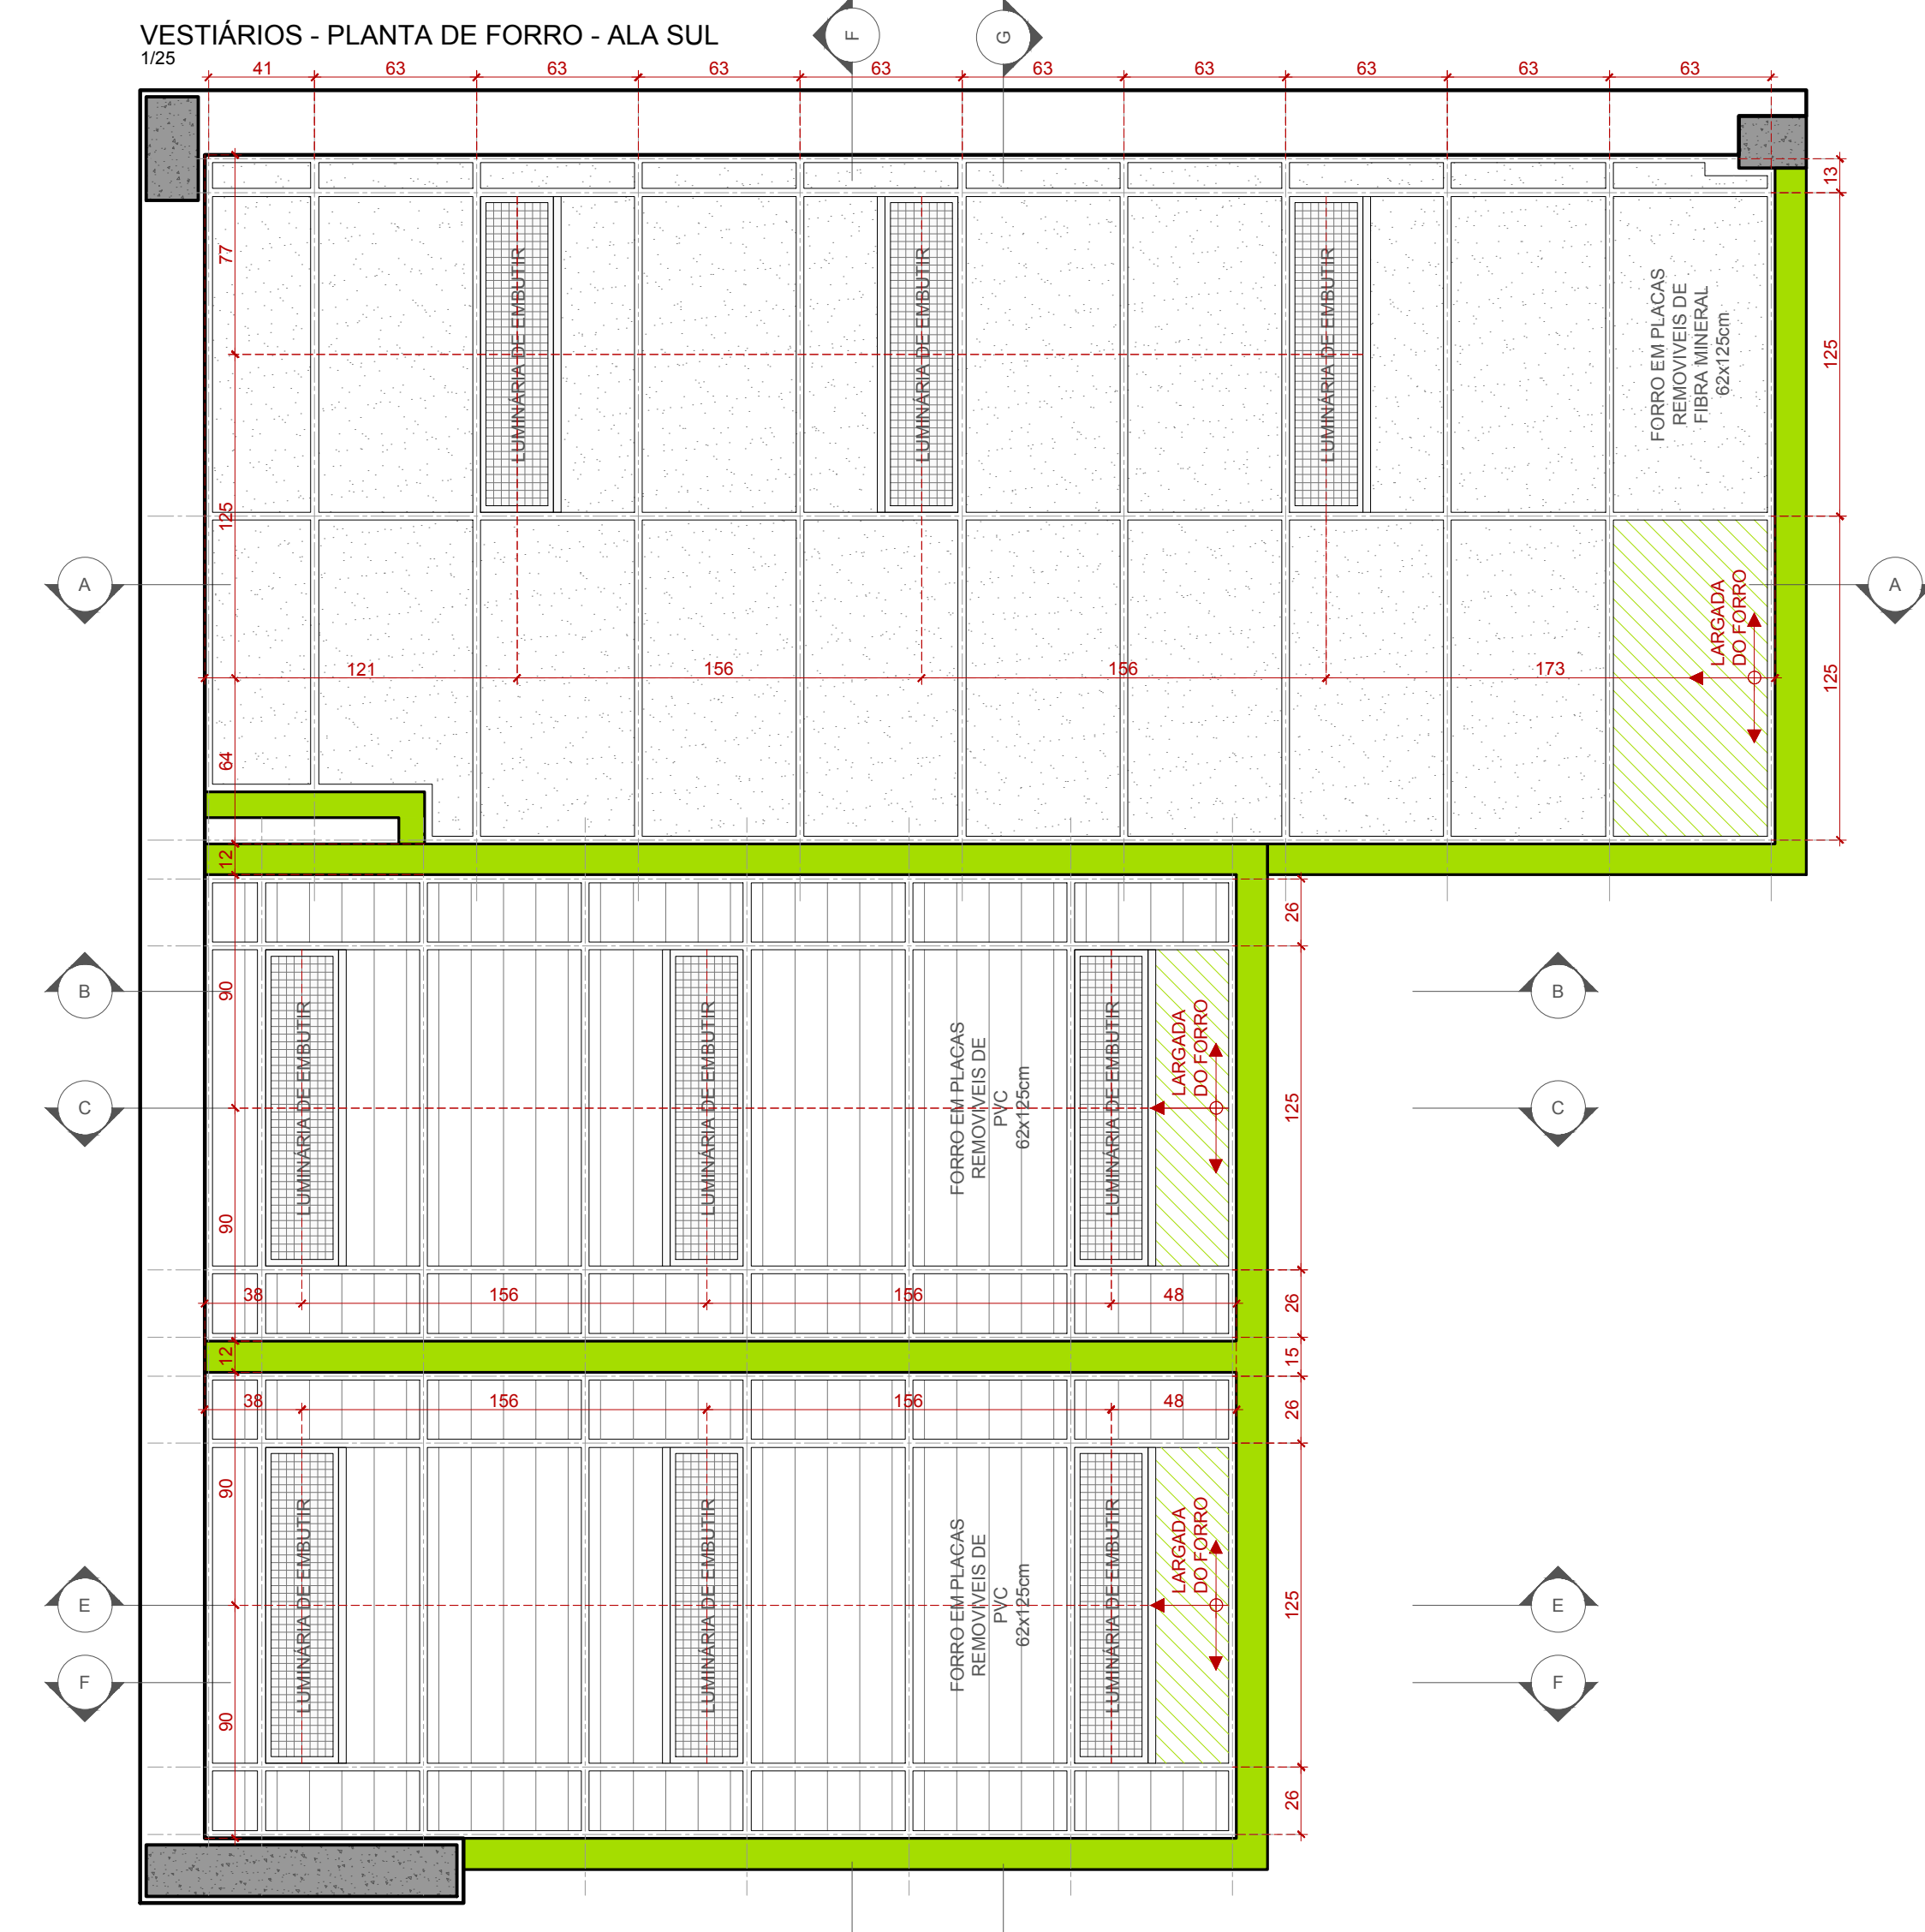 VESTIÁRIOS - PLANTA DE FORRO - ALA SUL
1/25
F
G
41
63
63
63
63
63
63
63
63
63
13
77
LUMINÁRIA DE EMBUTIR
LUMINÁRIA DE EMBUTIR
LUMINÁRIA DE EMBUTIR
FORRO EM PLACAS
REMOVIVEIS DE
FIBRA MINERAL
62x125cm
125
125
A
A
LARGADA
DO FORRO
121
156
156
173
125
64
12
26
B
90
LUMINÁRIA DE EMBUTIR
LUMINÁRIA DE EMBUTIR
FORRO EM PLACAS
REMOVIVEIS DE
PVC
62x125cm
LUMINÁRIA DE EMBUTIR
LARGADA
DO FORRO
B
C
125
C
90
38
156
156
48
26
12
15
38
156
156
48
26
90
LUMINÁRIA DE EMBUTIR
LUMINÁRIA DE EMBUTIR
FORRO EM PLACAS
REMOVIVEIS DE
PVC
62x125cm
LUMINÁRIA DE EMBUTIR
LARGADA
DO FORRO
E
125
E
F
F
90
26